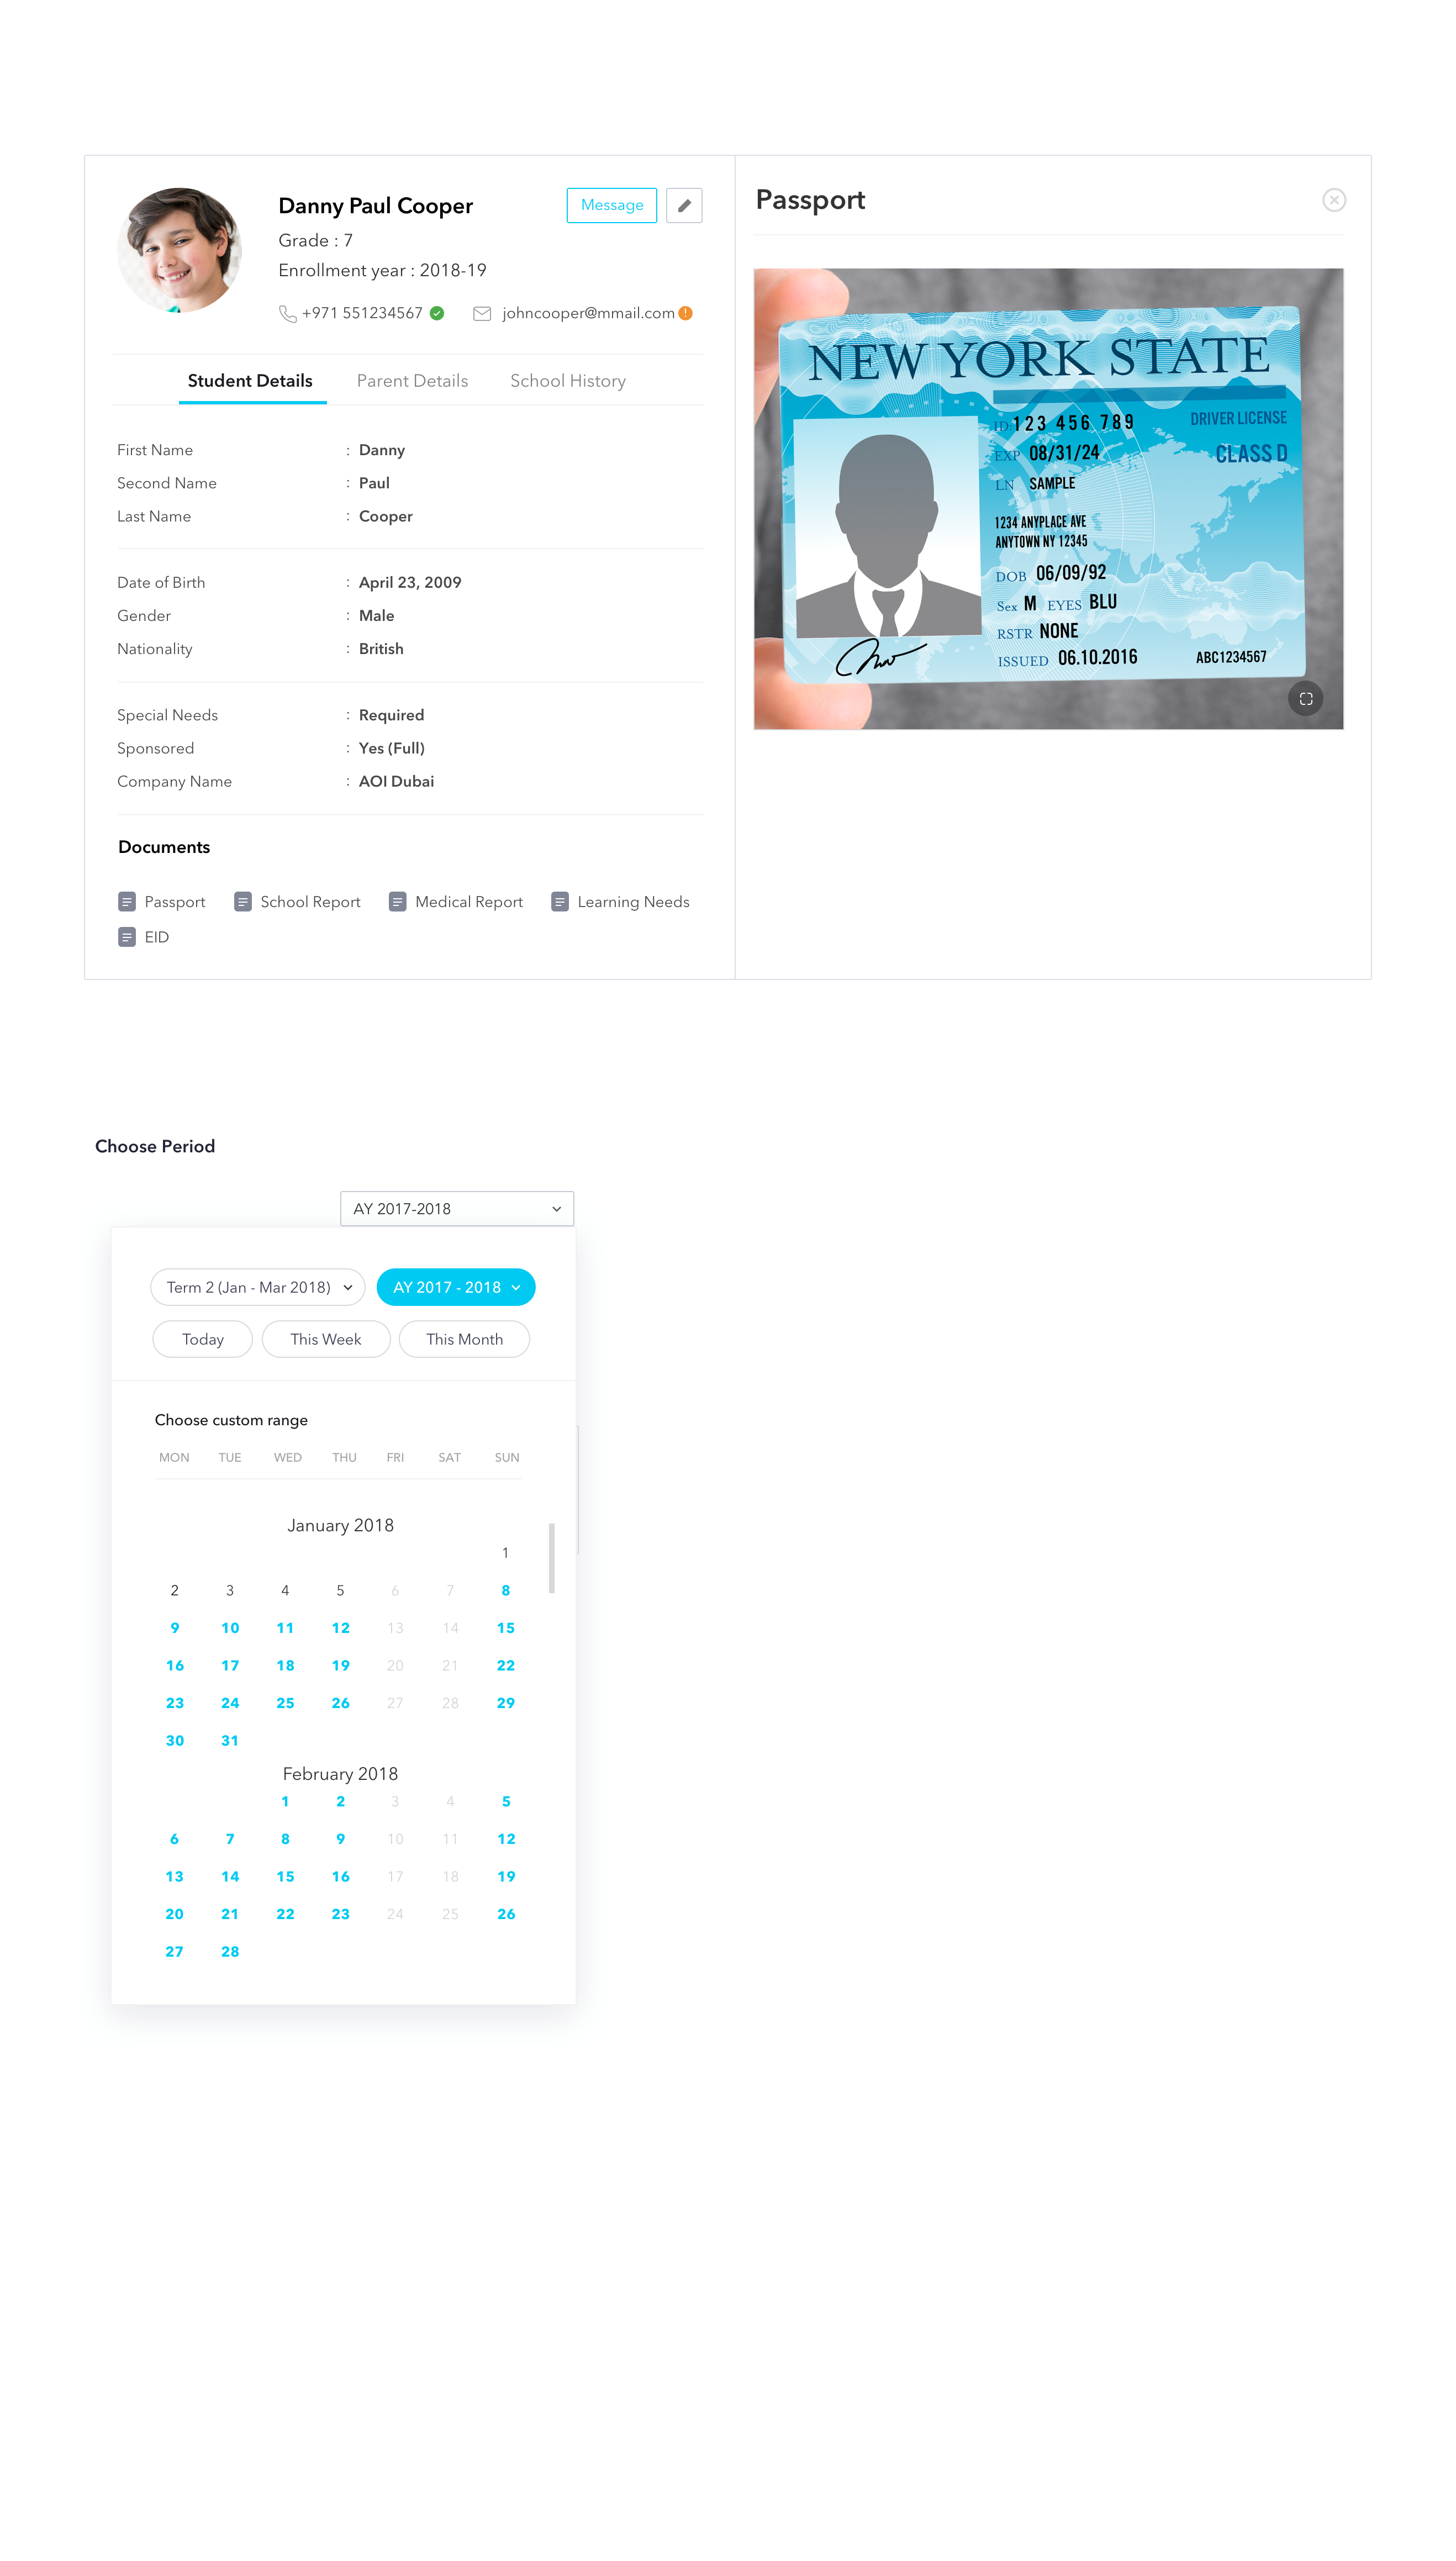 Danny Paul Cooper
Message
Grade : 7
Enrollment year : 2018-19
+971 551234567
johncooper@mmail.com
Student Details Parent Details School History
First Name : Danny
Second Name : Paul
Last Name : Cooper
Date of Birth : April 23, 2009
Gender : Male
Nationality : British
Special Needs : Required
Sponsored : Yes (Full)
Company Name : AOI Dubai
Documents
Passport School Report Medical Report Learning Needs
EID
Passport
NEW YORK STATE
ID:123 456 789 DRIVER LICENSE
EXP 08/31/24 CLASS D
LN SAMPLE
1234 ANYPLACE AVE
ANYTOWN NY 12345
DOB 06/09/92
Sex M EYES BLU
RSTR NONE
ISSUED 06.10.2016 ABC1234567
Choose Period
AY 2017-2018
Term 2 (Jan - Mar 2018) AY 2017 - 2018
Today This Week This Month
Choose custom range
MON TUE WED THU FRI SAT SUN
January 2018
1
2 3 4 5 6 7 8
9 10 11 12 13 14 15
16 17 18 19 20 21 22
23 24 25 26 27 28 29
30 31
February 2018
1 2 3 4 5
6 7 8 9 10 11 12
13 14 15 16 17 18 19
20 21 22 23 24 25 26
27 28